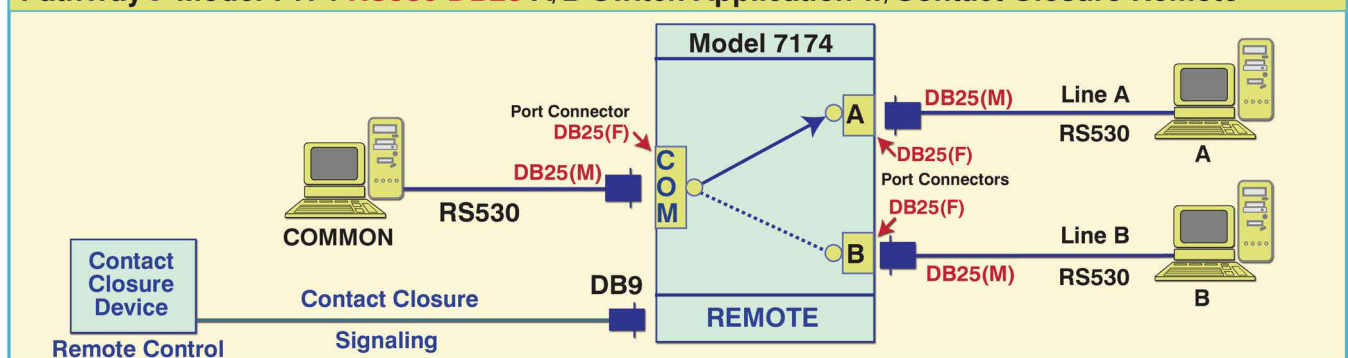 Model 7174
Port Connector
DB25(F)
DB25(M)
RS530
COMMON
COM
A
B
DB25(M)
Line A
RS530
A
DB25(F)
Port Connectors
DB25(F)
DB25(M)
Line B
RS530
B
Contact
Closure
Device
Remote Control
Contact Closure
Signaling
DB9
REMOTE